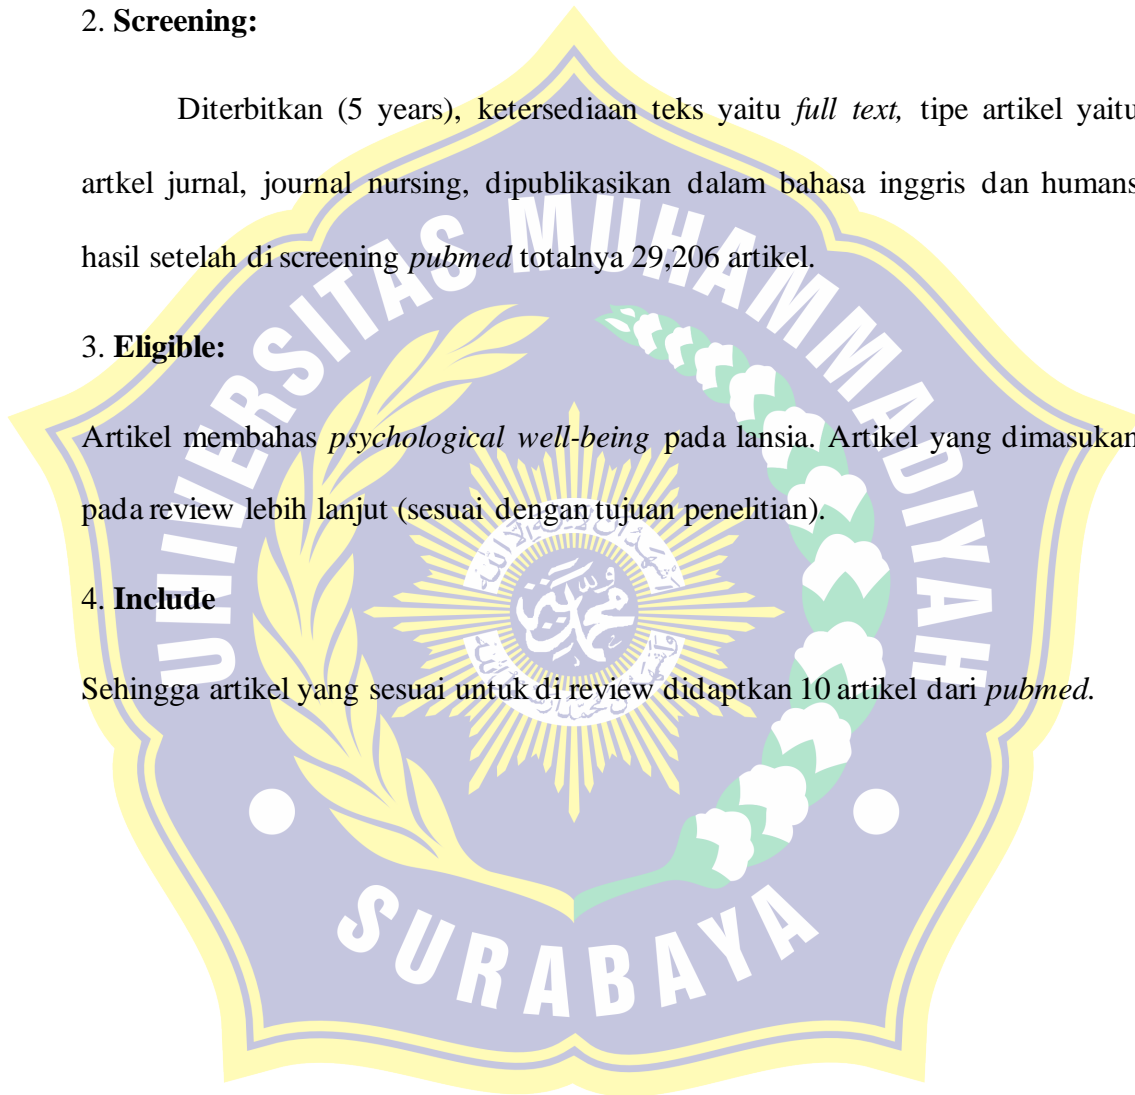 2. Screening:
Diterbitkan (5 years), ketersediaan teks yaitu full text, tipe artikel yaitu
artkel jurnal, journal nursing, dipublikasikan dalam bahasa inggris dan humans
hasil setelah di screening pubmed totalnya 29,206 artikel.
3. Eligible:
Artikel membahas psychological well-being pada lansia. Artikel yang dimasukan
pada review lebih lanjut (sesuai dengan tujuan penelitian).
4. Include
Sehingga artikel yang sesuai untuk di review didaptkan 10 artikel dari pubmed.
UNIVERSITAS MUHAMMADIYAH
SURABAYA